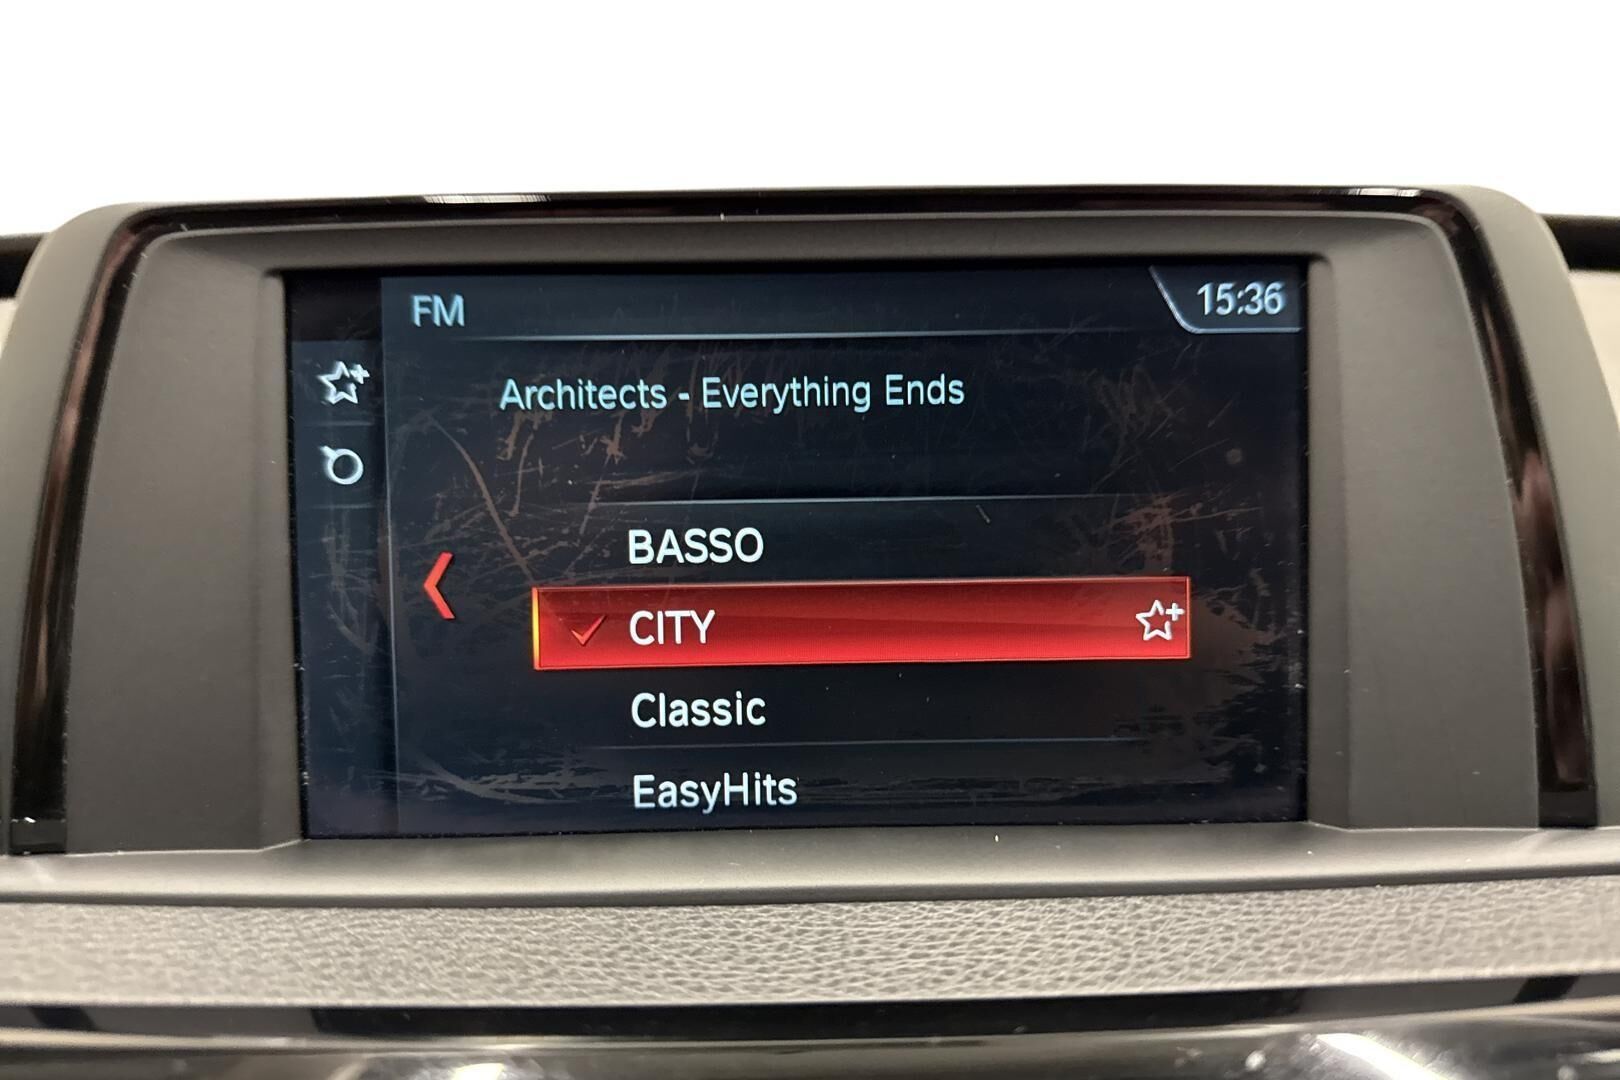 FM
15:36
Architects - Everything Ends
BASSO
CITY
Classic
EasyHits